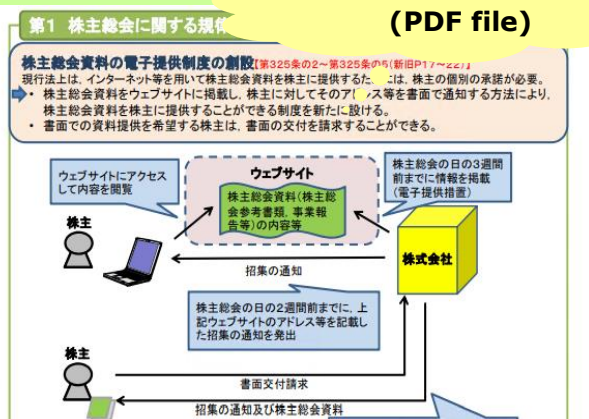 (PDF file)
第1 株主総会に関する規
株主総会資料の電子提供制度の創設【第325条の2～第325条の5(新旧P17～22)】
現行法上は，インターネット等を用いて株主総会資料を株主に提供するた には，株主の個別の承諾が必要。
・ 株主総会資料をウェブサイトに掲載し，株主に対してそのア レス等を書面で通知する方法により，
株主総会資料を株主に提供することができる制度を新たに設ける。
・ 書面での資料提供を希望する株主は，書面の交付を請求することができる。
ウェブサイトにアクセス
して内容を閲覧
ウェブサイト
株主総会資料(株主総
会参考書類，事業報
告等)の内容等
株主総会の日の3週間
前までに情報を掲載
(電子提供措置)
株主
株式会社
招集の通知
株主総会の日の2週間前までに，上
記ウェブサイトのアドレス等を記載し
た招集の通知を発出
株主
書面交付請求
招集の通知及び株主総会資料